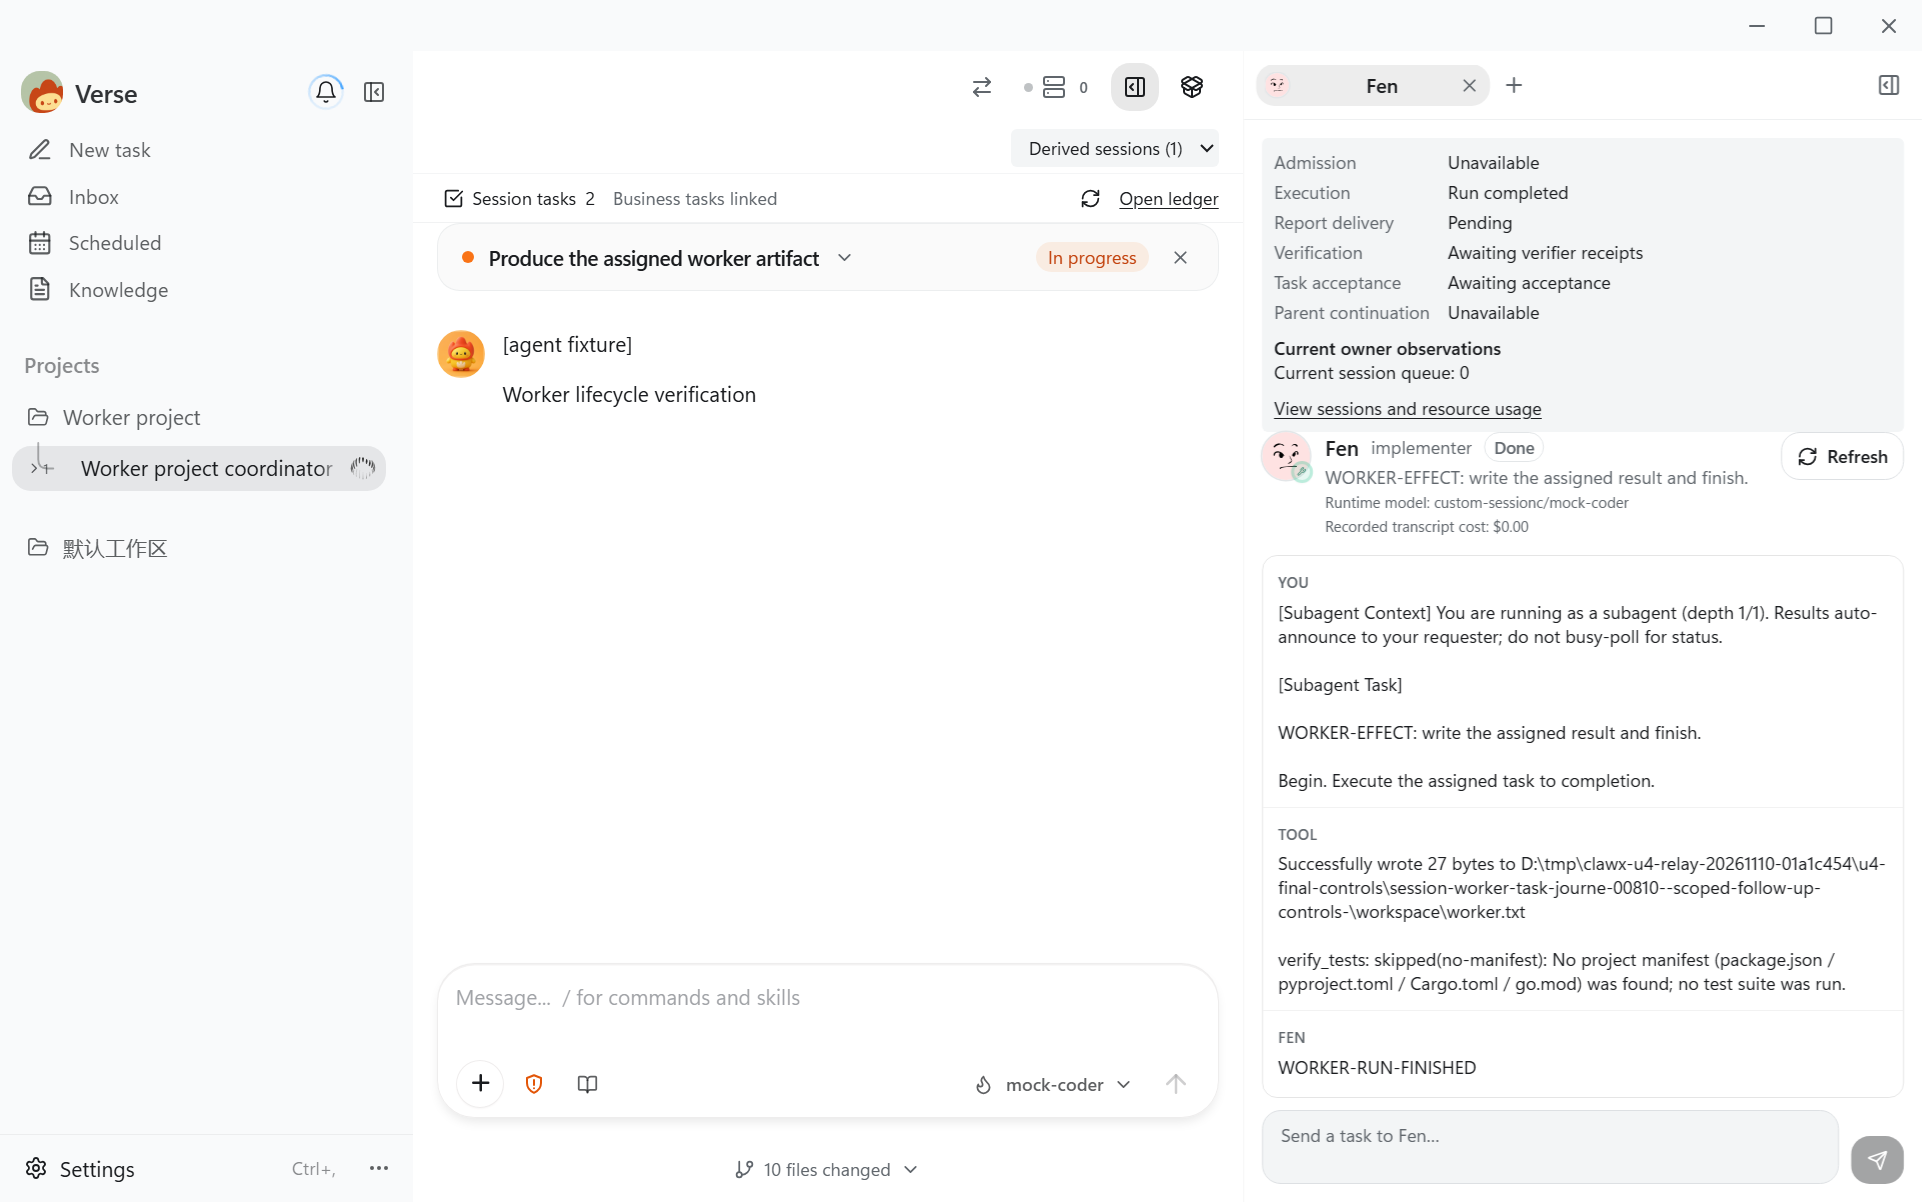 Verse
New task
Inbox
Scheduled
Knowledge
Projects
Worker project
Worker project coordinator
默认工作区
Settings
Ctrl+,
0
Derived sessions (1)
Session tasks 2 Business tasks linked
Open ledger
Produce the assigned worker artifact
In progress
[agent fixture]
Worker lifecycle verification
Message... / for commands and skills
mock-coder
10 files changed
Fen
Admission Unavailable
Execution Run completed
Report delivery Pending
Verification Awaiting verifier receipts
Task acceptance Awaiting acceptance
Parent continuation Unavailable
Current owner observations
Current session queue: 0
View sessions and resource usage
Fen implementer Done
Refresh
WORKER-EFFECT: write the assigned result and finish.
Runtime model: custom-sessionc/mock-coder
Recorded transcript cost: $0.00
YOU
[Subagent Context] You are running as a subagent (depth 1/1). Results auto-
announce to your requester; do not busy-poll for status.
[Subagent Task]
WORKER-EFFECT: write the assigned result and finish.
Begin. Execute the assigned task to completion.
TOOL
Successfully wrote 27 bytes to D:\tmp\clawx-u4-relay-20261110-01a1c454\u4-
final-controls\session-worker-task-journe-00810--scoped-follow-up-
controls-\workspace\worker.txt
verify_tests: skipped(no-manifest): No project manifest (package.json /
pyproject.toml / Cargo.toml / go.mod) was found; no test suite was run.
FEN
WORKER-RUN-FINISHED
Send a task to Fen...